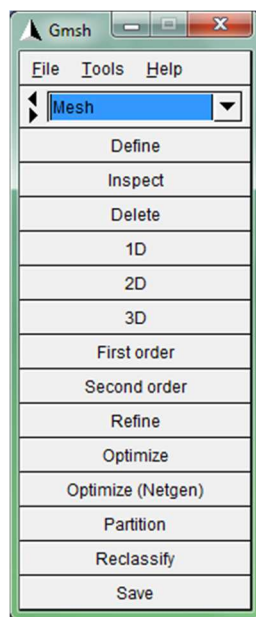 Gmsh
File Tools Help
Mesh
Define
Inspect
Delete
1D
2D
3D
First order
Second order
Refine
Optimize
Optimize (Netgen)
Partition
Reclassify
Save